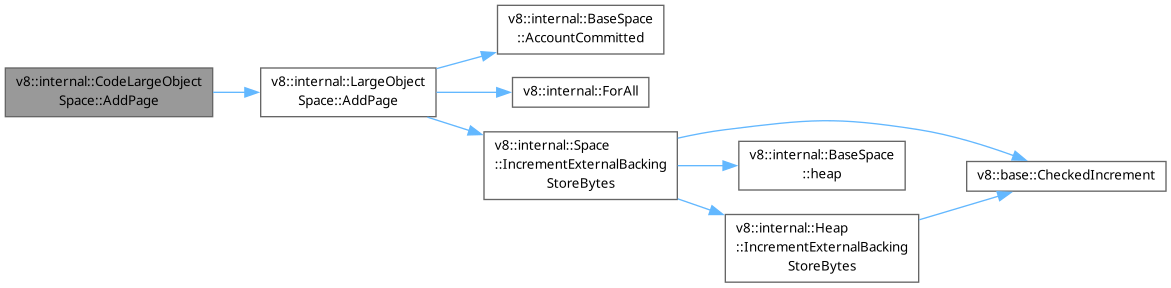 v8::internal::CodeLargeObject
Space::AddPage
v8::internal::LargeObject
Space::AddPage
v8::internal::BaseSpace
::AccountCommitted
v8::internal::ForAll
v8::internal::Space
::IncrementExternalBacking
StoreBytes
v8::internal::BaseSpace
::heap
v8::internal::Heap
::IncrementExternalBacking
StoreBytes
v8::base::CheckedIncrement